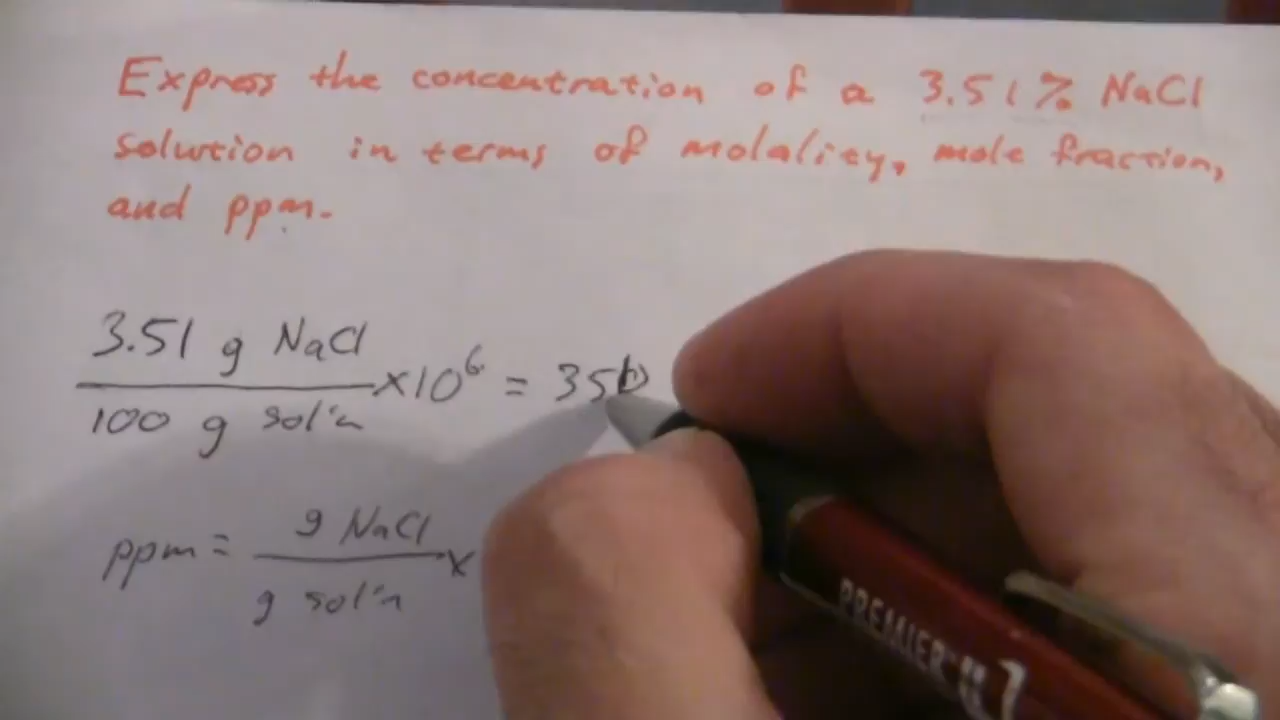 Express the concentration of a 3.51% NaCl
solution in terms of molality, mole fraction,
and ppm.
3.51 g NaCl
100 g sol'n
×10⁶ = 351
ppm =
g NaCl
g sol'n
×
PREMIER